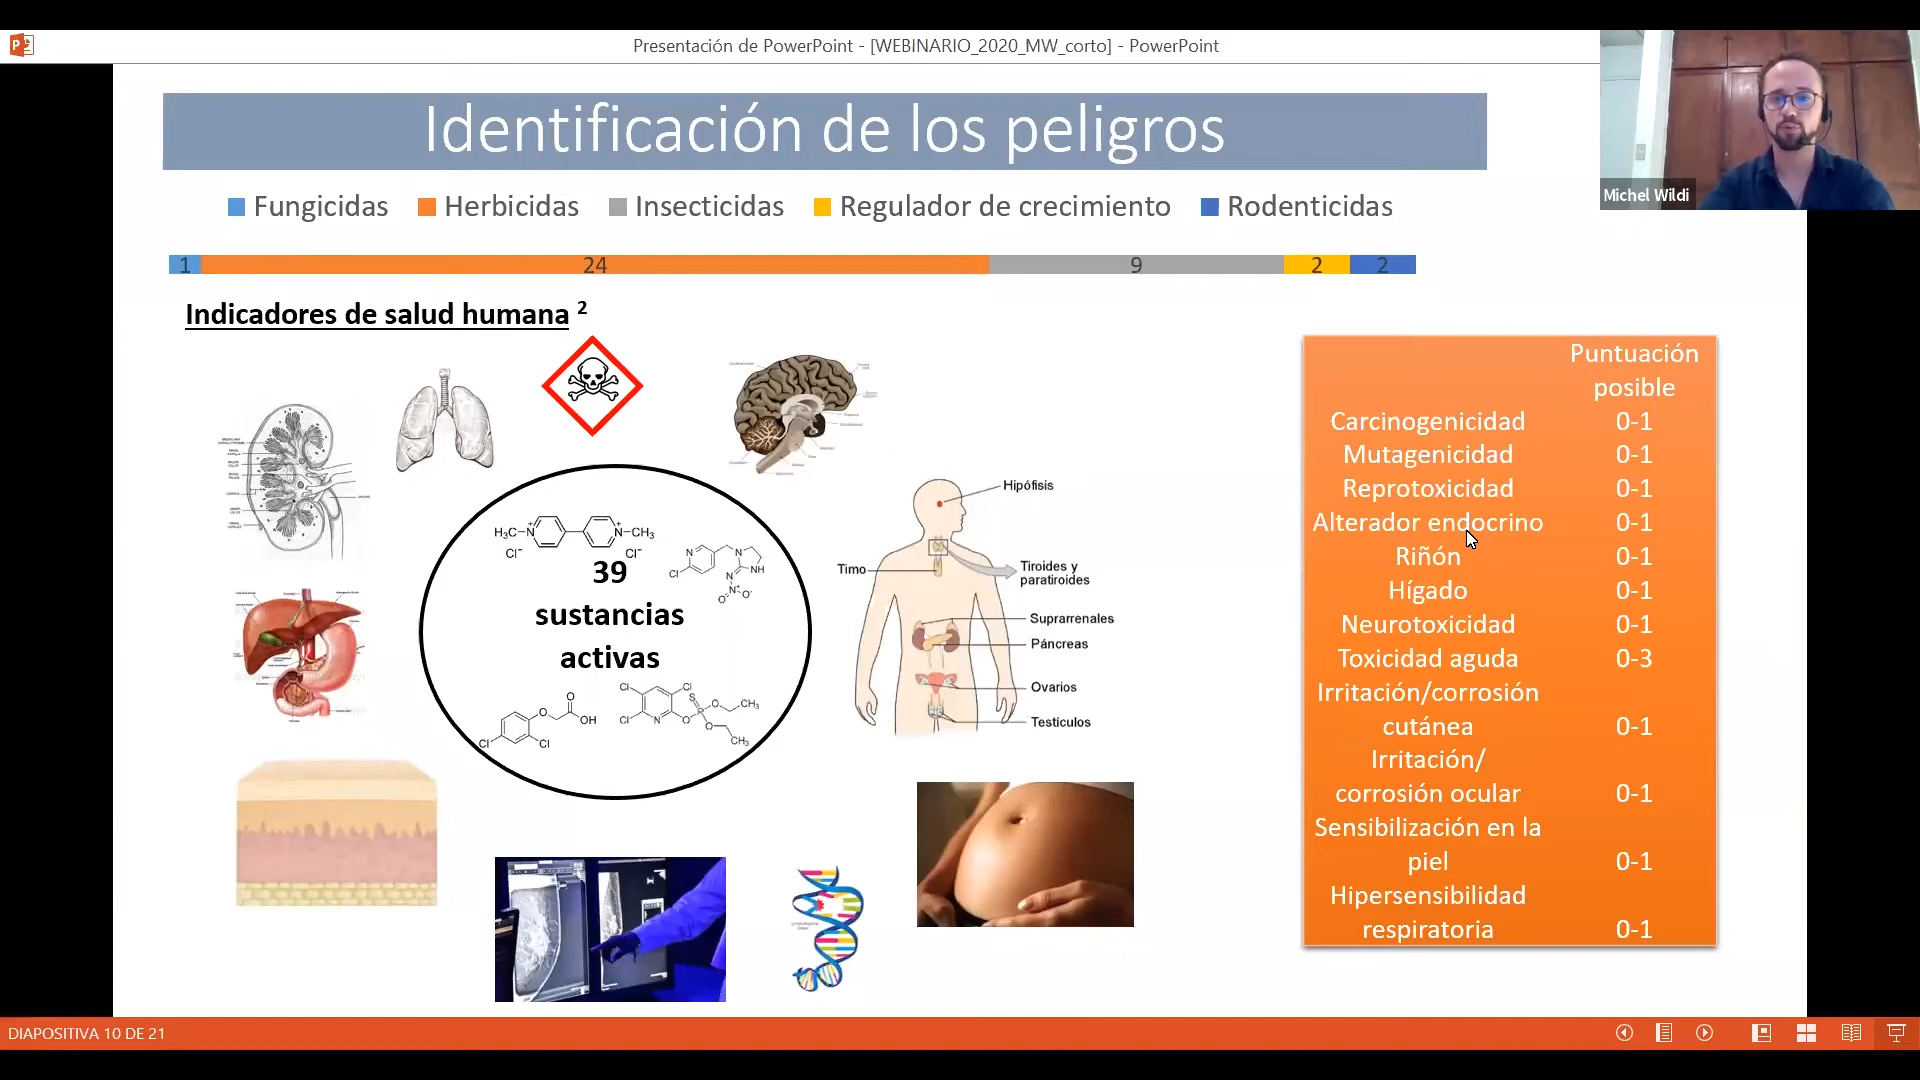 Presentación de PowerPoint - [WEBINARIO_2020_MW_corto] - PowerPoint
Michel Wildi
Identificación de los peligros
Fungicidas Herbicidas Insecticidas Regulador de crecimiento Rodenticidas
1 24 9 2 2
Indicadores de salud humana 2
H₃C N⁺ N⁺ CH₃
Cl⁻ Cl⁻
39
sustancias
activas
Hipófisis
Timo
Tiroides y
paratiroides
Suprarrenales
Páncreas
Ovarios
Testículos
Puntuación
posible
Carcinogenicidad 0-1
Mutagenicidad 0-1
Reprotoxicidad 0-1
Alterador endocrino 0-1
Riñón 0-1
Hígado 0-1
Neurotoxicidad 0-1
Toxicidad aguda 0-3
Irritación/corrosión
cutánea 0-1
Irritación/
corrosión ocular 0-1
Sensibilización en la
piel 0-1
Hipersensibilidad
respiratoria 0-1
DIAPOSITIVA 10 DE 21